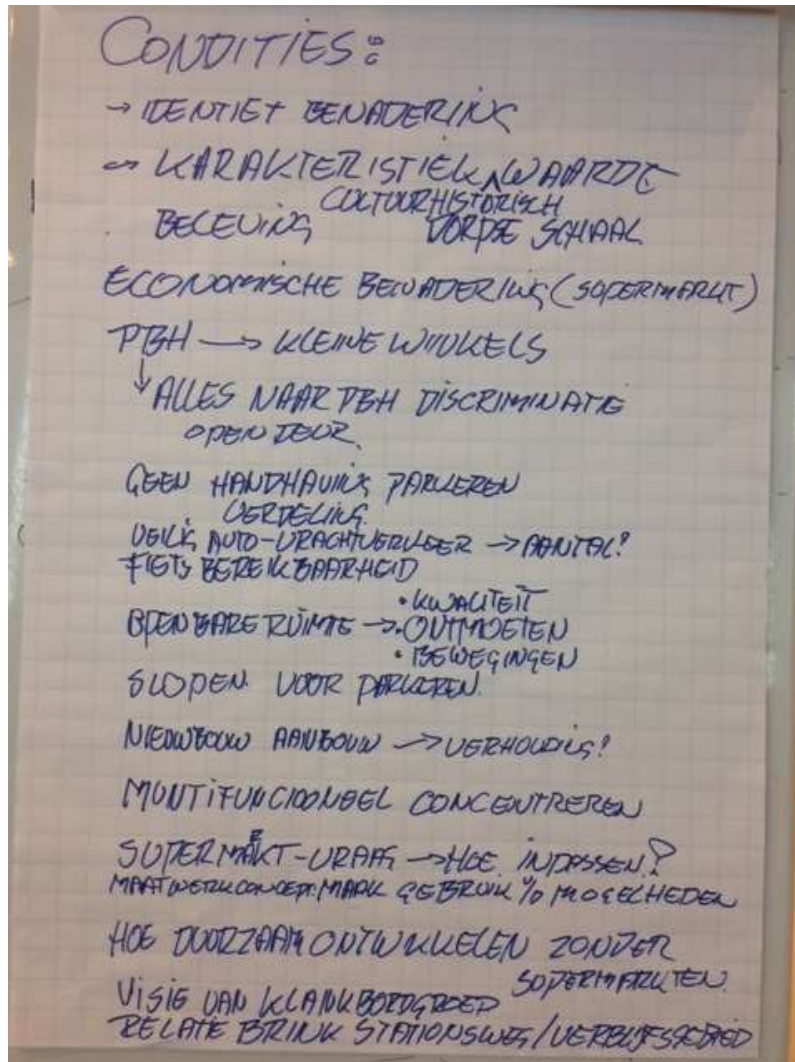 CONDITIES:
→ IDENTIET BENADERING
→ KARAKTERISTIEK ^ WAARDE
CULTUURHISTORISCH
BELEVING DORPSE SCHAAL
ECONOMISCHE BENADERING (SUPERMARKT)
PBH → KLEINE WINKELS
↓ ALLES NAAR PBH DISCRIMINATIE
OPEN DEUR.
GEEN HANDHAVING PARKEREN
VERDELING
VEILIG AUTO-VRACHTVERKEER → AANTAL?
FIETS BEREIKBAARHEID
• KWALITEIT
OPENBARE RUIMTE → • ONTMOETEN
• BEWEGINGEN
SLOPEN VOOR PARKEREN.
NIEUWBOUW AANBOUW → VERHOUDING?
MUNTIFUNCIONEEL CONCENTREREN
SUPERMARKT-VRAAG → HOE INPASSEN?
MAATWERKCONCEPT: MARK GEBRUIK % MOGELHEDEN
HOE DUURZAAM ONTWIKKELEN ZONDER
SUPERMARKTEN.
VISIE VAN KLANKBORDGROEP
RELATE BRINK STATIONSWEG/VERBLIJFSGEBIED